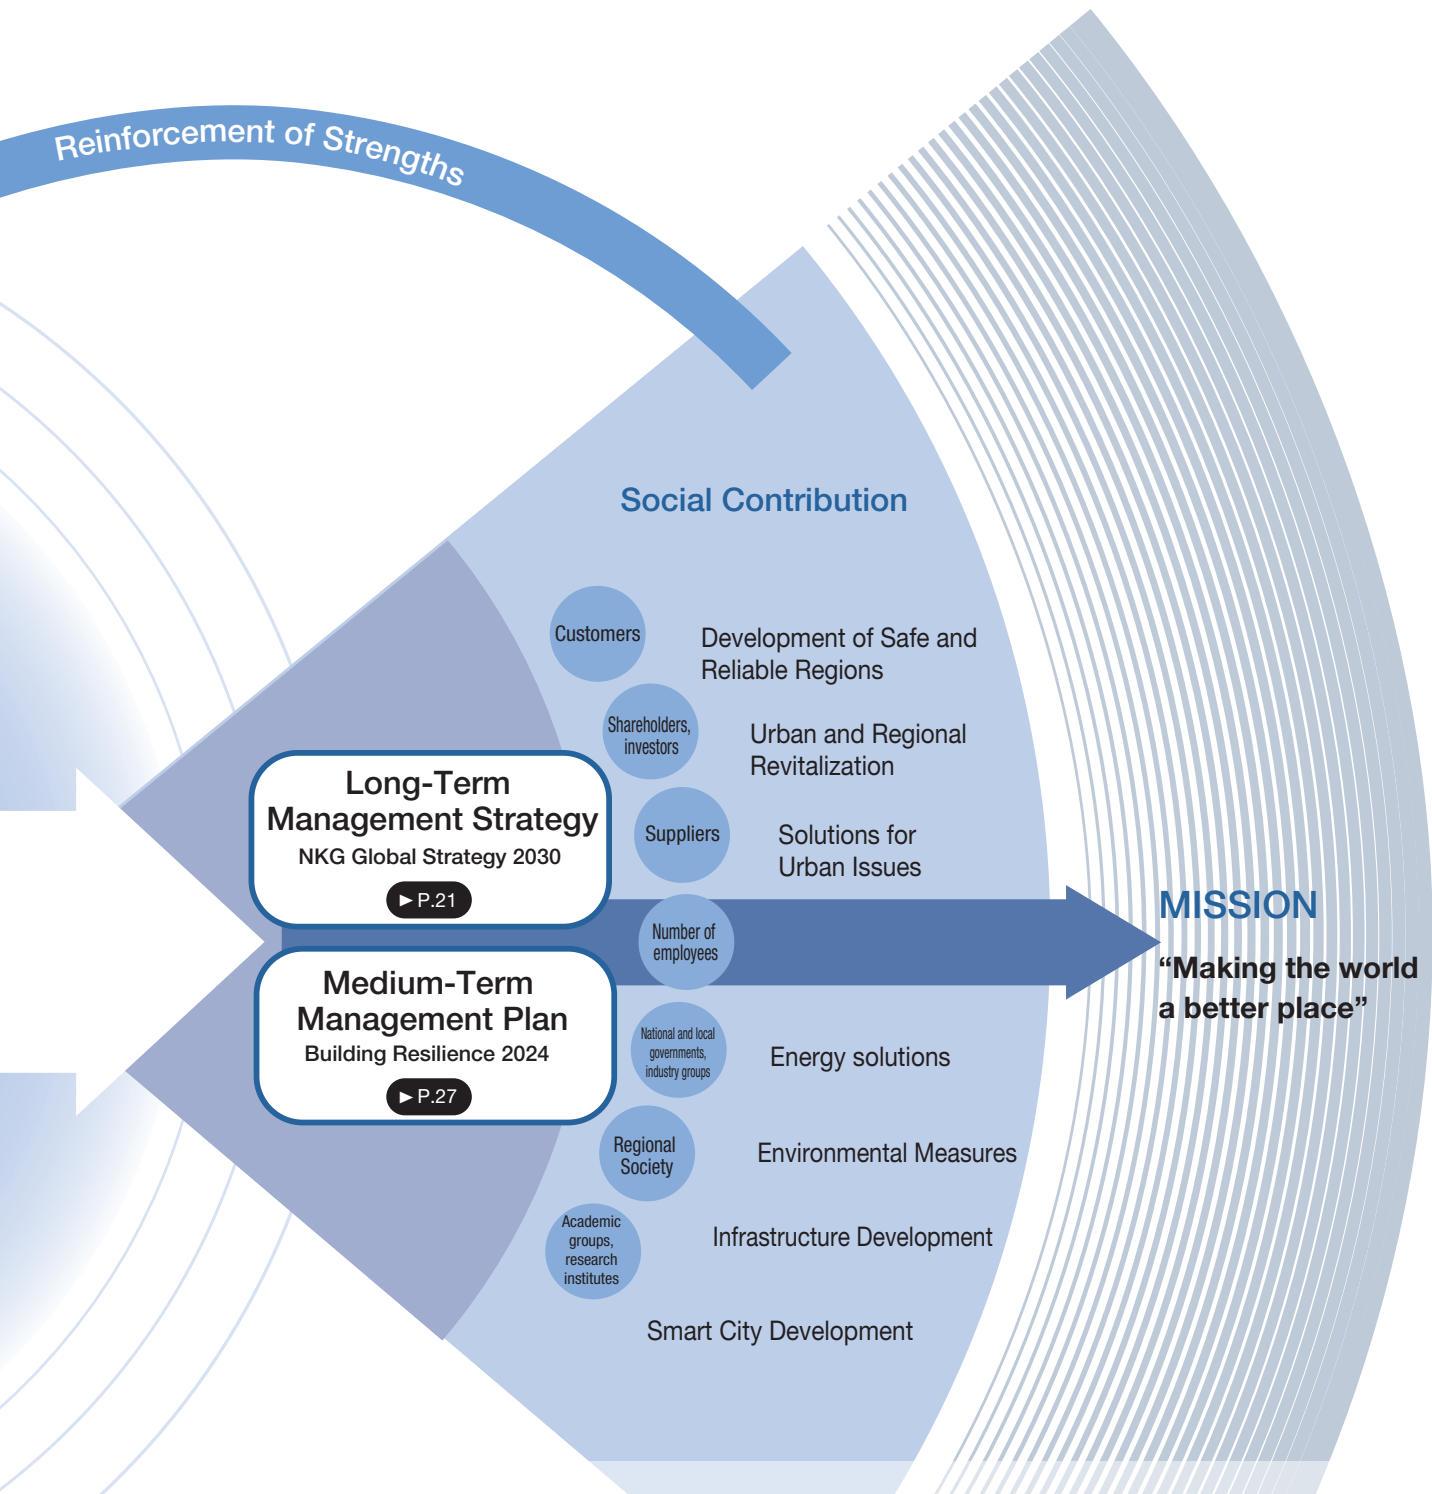 Reinforcement of Strengths
Social Contribution
Customers
Development of Safe and
Reliable Regions
Shareholders,
investors
Urban and Regional
Revitalization
Long-Term
Management Strategy
NKG Global Strategy 2030
►P.21
Suppliers
Solutions for
Urban Issues
Number of
employees
MISSION
“Making the world
a better place”
Medium-Term
Management Plan
Building Resilience 2024
►P.27
National and local
governments,
industry groups
Energy solutions
Regional
Society
Environmental Measures
Academic
groups,
research
institutes
Infrastructure Development
Smart City Development